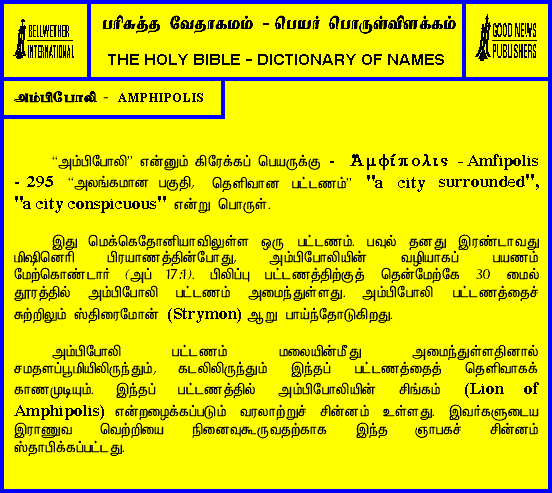 BELLWETHER
INTERNATIONAL
பரிசுத்த வேதாகமம் - பெயர் பொருள்விளக்கம்
THE HOLY BIBLE - DICTIONARY OF NAMES
GOOD NEWS
PUBLISHERS
அம்பிபோலி - AMPHIPOLIS
“அம்பிபோலி” என்னும் கிரேக்கப் பெயருக்கு - Ἀμφίπολις - Amfipolis
- 295 “அலங்கமான பகுதி, தெளிவான பட்டணம்” "a city surrounded",
"a city conspicuous" என்று பொருள்.
இது மெக்கெதோனியாவிலுள்ள ஒரு பட்டணம். பவுல் தனது இரண்டாவது
மிஷினெரி பிரயாணத்தின்போது, அம்பிபோலியின் வழியாகப் பயணம்
மேற்கொண்டார் (அப் 17:1). பிலிப்பு பட்டணத்திற்குத் தென்மேற்கே 30 மைல்
தூரத்தில் அம்பிபோலி பட்டணம் அமைந்துள்ளது. அம்பிபோலி பட்டணத்தைச்
சுற்றிலும் ஸ்திரைமோன் (Strymon) ஆறு பாய்ந்தோடுகிறது.
அம்பிபோலி பட்டணம் மலையின்மீது அமைந்துள்ளதினால்
சமதளப்பூமியிலிருந்தும், கடலிலிருந்தும் இந்தப் பட்டணத்தைத் தெளிவாகக்
காணமுடியும். இந்தப் பட்டணத்தில் அம்பிபோலியின் சிங்கம் (Lion of
Amphipolis) என்றழைக்கப்படும் வரலாற்றுச் சின்னம் உள்ளது. இவர்களுடைய
இராணுவ வெற்றியை நினைவுகூருவதற்காக இந்த ஞாபகச் சின்னம்
ஸ்தாபிக்கப்பட்டது.